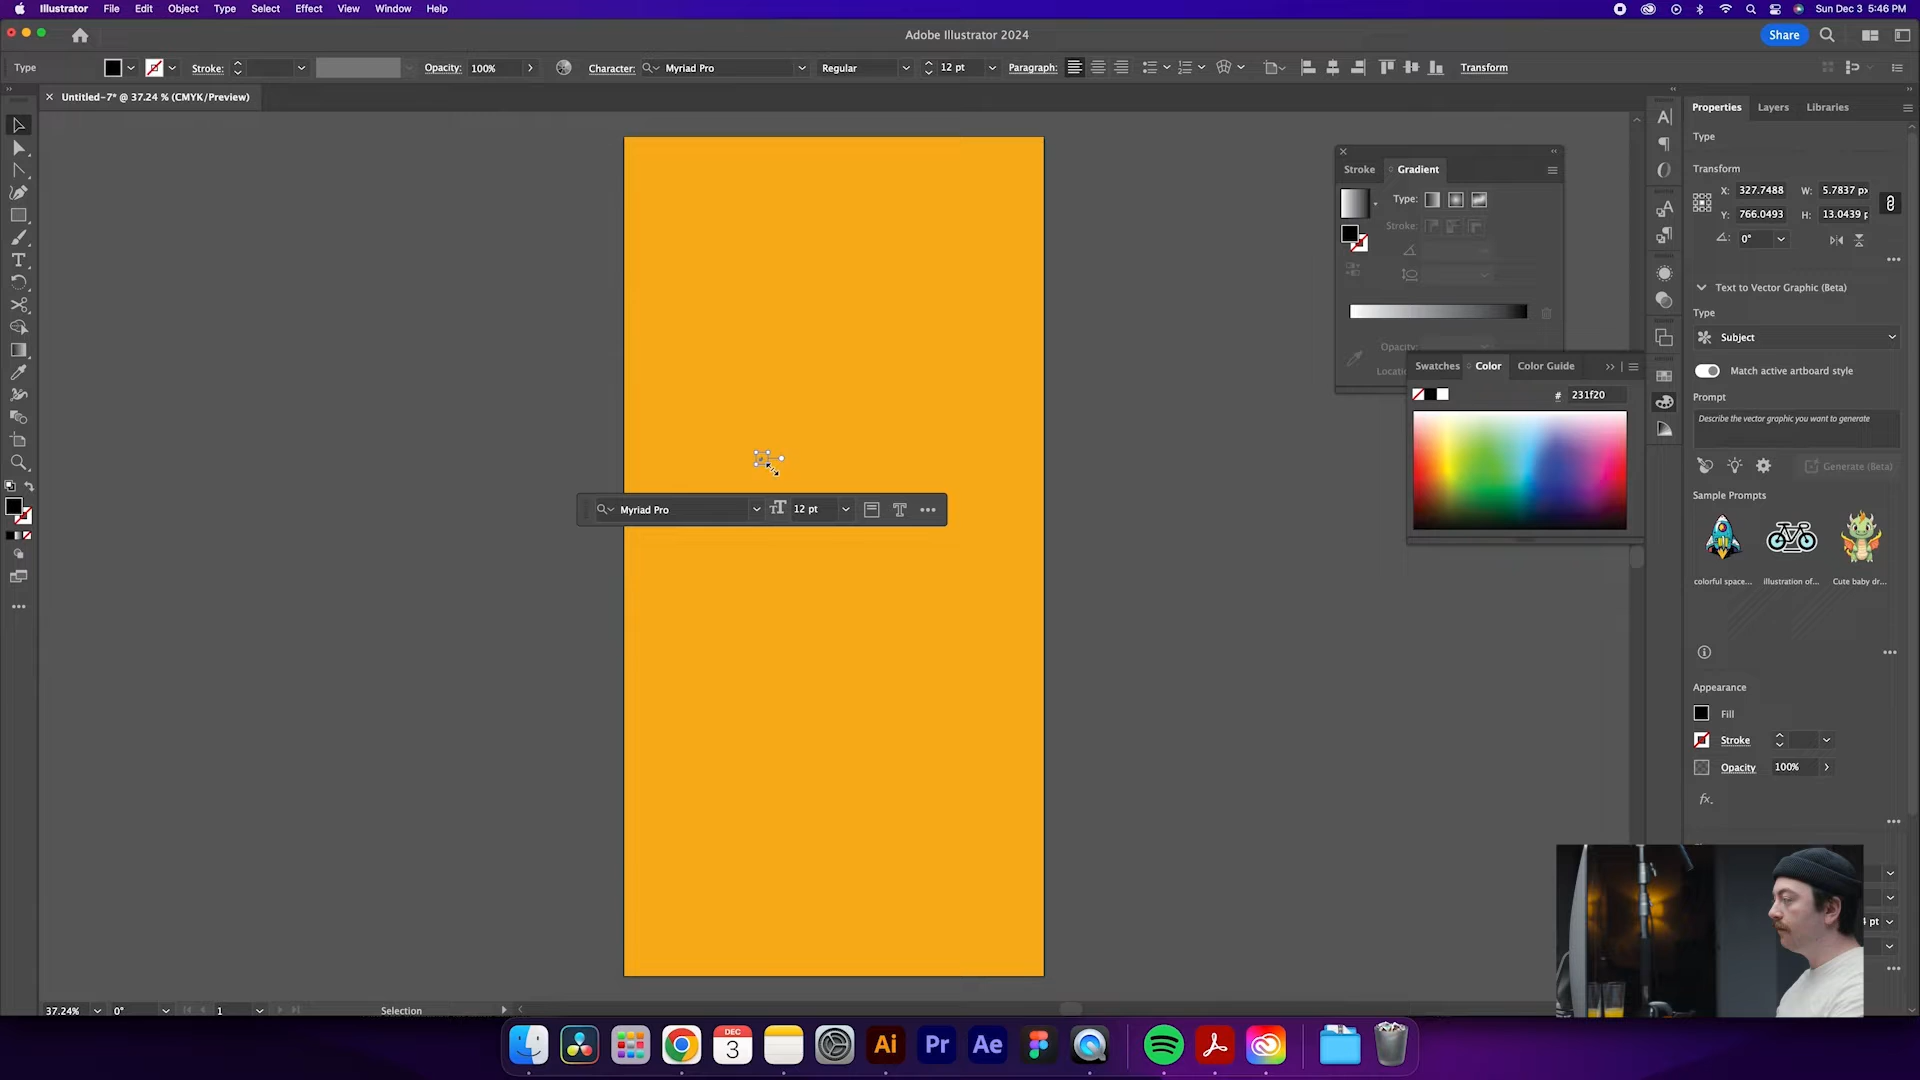 Illustrator File Edit Object Type Select Effect View Window Help
Sun Dec 3 5:46 PM
Adobe Illustrator 2024
Share
Type
Stroke:
Opacity: 100%
Character: Myriad Pro
Regular
12 pt
Paragraph:
Transform
Untitled-7* @ 37.24 % (CMYK/Preview)
Properties Layers Libraries
Type
Transform
X: 327.7488 W: 5.7837 px
Y: 766.0493 H: 13.0439 p
0°
Text to Vector Graphic (Beta)
Type
Subject
Match active artboard style
Prompt
Describe the vector graphic you want to generate
Generate (Beta)
Sample Prompts
colorful space... illustration of... Cute baby dr...
Appearance
Fill
Stroke
Opacity 100%
fx.
4 pt
Stroke Gradient
Type:
Stroke:
Opacity:
Locatio
Swatches Color Color Guide
# 231f20
Myriad Pro 12 pt
37.24% 0° 1 Selection
DEC
3
Ai Pr Ae